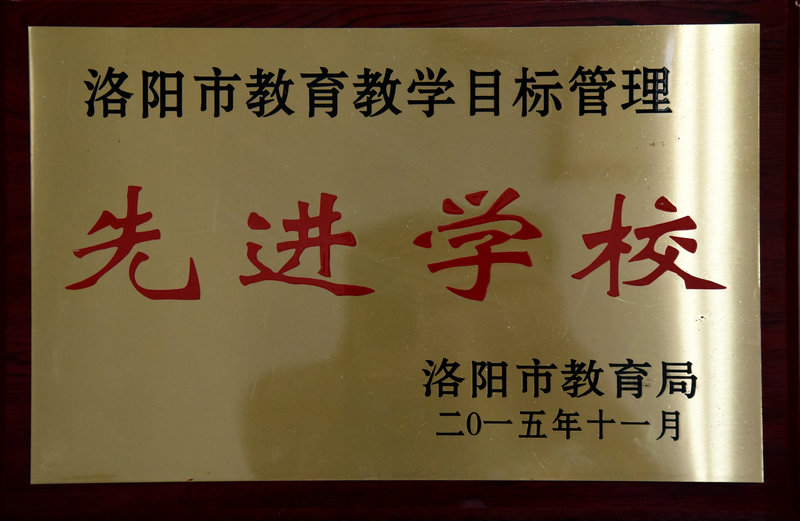 洛阳市教育教学目标管理
先进学校
洛阳市教育局
二0一五年十一月